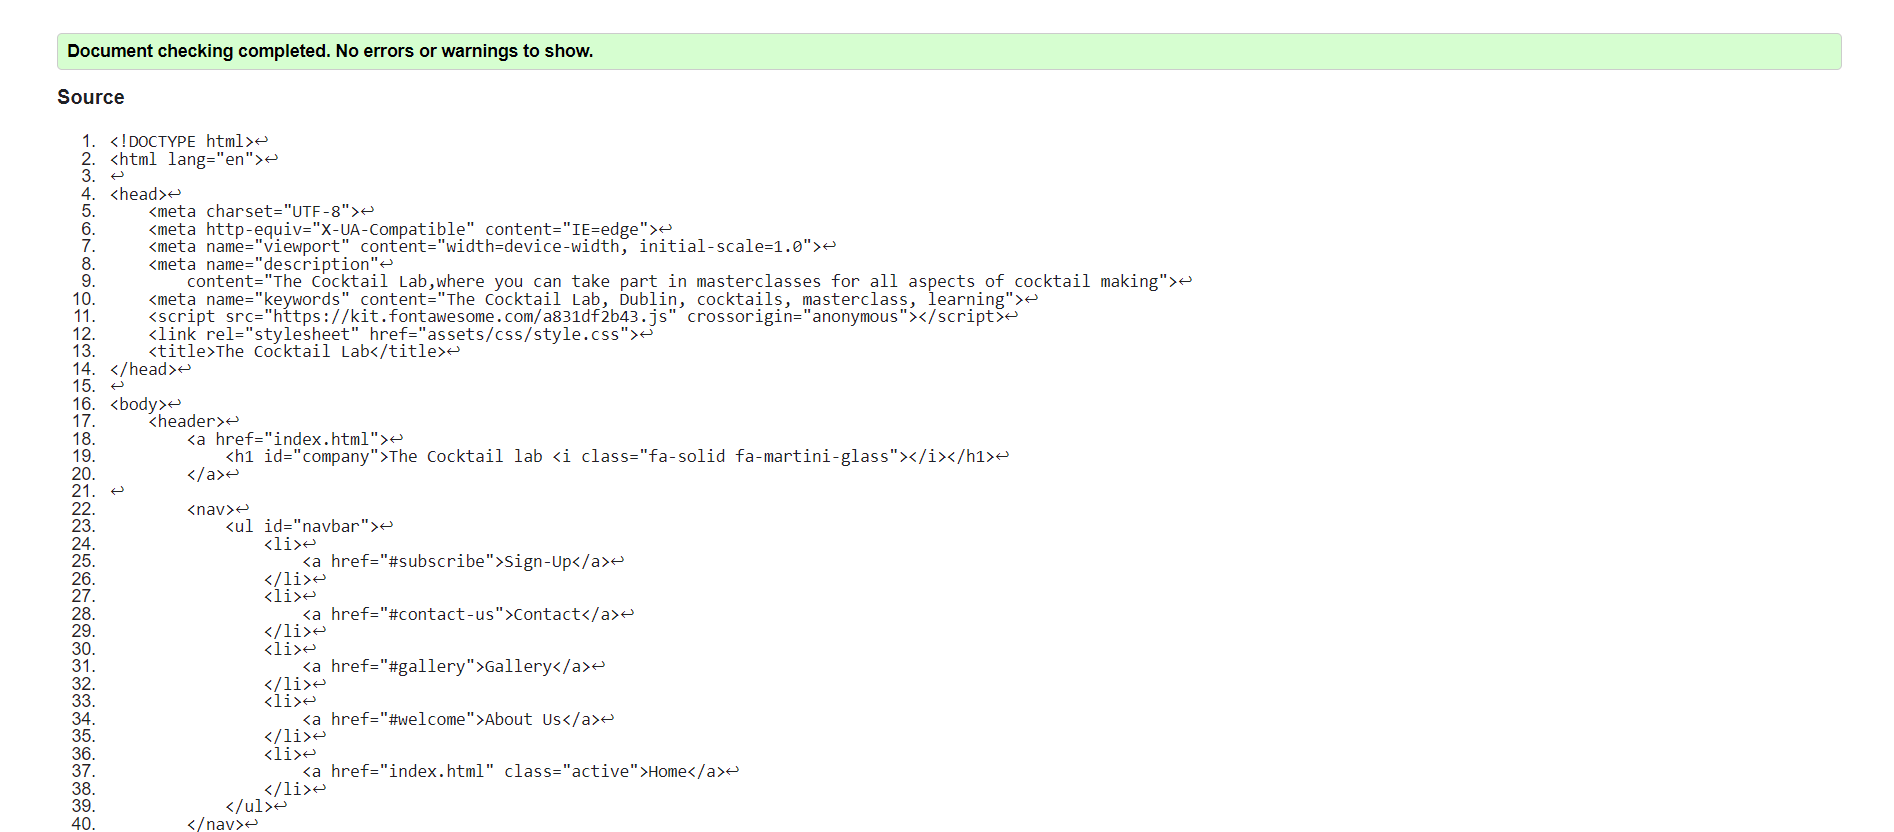 Document checking completed. No errors or warnings to show.
Source
1. <!DOCTYPE html>↩
2. <html lang="en">↩
3. ↩
4. <head>↩
5.     <meta charset="UTF-8">↩
6.     <meta http-equiv="X-UA-Compatible" content="IE=edge">↩
7.     <meta name="viewport" content="width=device-width, initial-scale=1.0">↩
8.     <meta name="description"↩
9.         content="The Cocktail Lab,where you can take part in masterclasses for all aspects of cocktail making">↩
10.     <meta name="keywords" content="The Cocktail Lab, Dublin, cocktails, masterclass, learning">↩
11.     <script src="https://kit.fontawesome.com/a831df2b43.js" crossorigin="anonymous"></script>↩
12.     <link rel="stylesheet" href="assets/css/style.css">↩
13.     <title>The Cocktail Lab</title>↩
14. </head>↩
15. ↩
16. <body>↩
17.     <header>↩
18.         <a href="index.html">↩
19.             <h1 id="company">The Cocktail lab <i class="fa-solid fa-martini-glass"></i></h1>↩
20.         </a>↩
21. ↩
22.         <nav>↩
23.             <ul id="navbar">↩
24.                 <li>↩
25.                     <a href="#subscribe">Sign-Up</a>↩
26.                 </li>↩
27.                 <li>↩
28.                     <a href="#contact-us">Contact</a>↩
29.                 </li>↩
30.                 <li>↩
31.                     <a href="#gallery">Gallery</a>↩
32.                 </li>↩
33.                 <li>↩
34.                     <a href="#welcome">About Us</a>↩
35.                 </li>↩
36.                 <li>↩
37.                     <a href="index.html" class="active">Home</a>↩
38.                 </li>↩
39.             </ul>↩
40.         </nav>↩